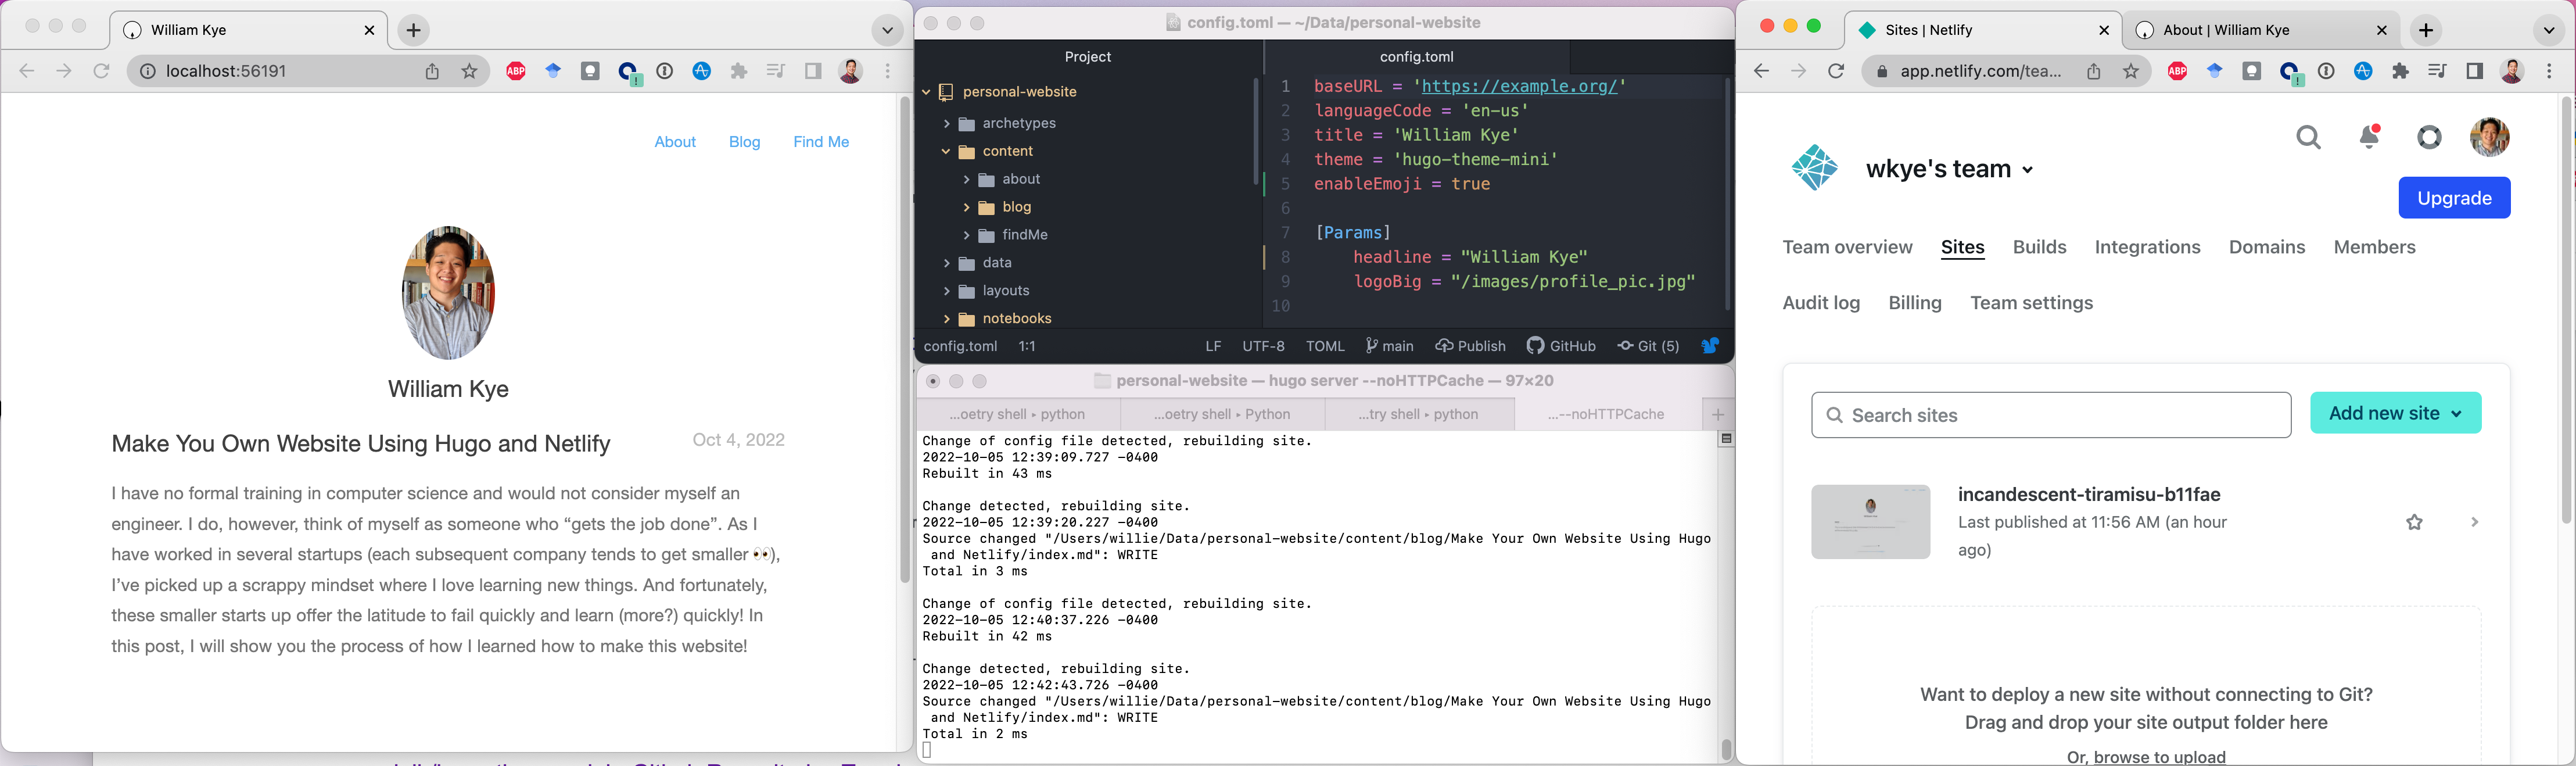 William Kye
localhost:56191
ABP
About Blog Find Me
William Kye
Make You Own Website Using Hugo and Netlify Oct 4, 2022
I have no formal training in computer science and would not consider myself an
engineer. I do, however, think of myself as someone who “gets the job done”. As I
have worked in several startups (each subsequent company tends to get smaller 👀),
I’ve picked up a scrappy mindset where I love learning new things. And fortunately,
these smaller starts up offer the latitude to fail quickly and learn (more?) quickly! In
this post, I will show you the process of how I learned how to make this website!
config.toml — ~/Data/personal-website
Project
personal-website
archetypes
content
about
blog
findMe
data
layouts
notebooks
config.toml
1 baseURL = 'https://example.org/'
2 languageCode = 'en-us'
3 title = 'William Kye'
4 theme = 'hugo-theme-mini'
5 enableEmoji = true
6
7 [Params]
8 headline = "William Kye"
9 logoBig = "/images/profile_pic.jpg"
10
config.toml 1:1 LF UTF-8 TOML main Publish GitHub Git (5)
personal-website — hugo server --noHTTPCache — 97×20
...oetry shell ▸ python ...oetry shell ▸ Python ...try shell ▸ python ...--noHTTPCache
Change of config file detected, rebuilding site.
2022-10-05 12:39:09.727 -0400
Rebuilt in 43 ms
Change detected, rebuilding site.
2022-10-05 12:39:20.227 -0400
Source changed "/Users/willie/Data/personal-website/content/blog/Make Your Own Website Using Hugo
and Netlify/index.md": WRITE
Total in 3 ms
Change of config file detected, rebuilding site.
2022-10-05 12:40:37.226 -0400
Rebuilt in 42 ms
Change detected, rebuilding site.
2022-10-05 12:42:43.726 -0400
Source changed "/Users/willie/Data/personal-website/content/blog/Make Your Own Website Using Hugo
and Netlify/index.md": WRITE
Total in 2 ms
Sites | Netlify About | William Kye
app.netlify.com/tea...
ABP
wkye's team
Upgrade
Team overview Sites Builds Integrations Domains Members
Audit log Billing Team settings
Search sites Add new site
incandescent-tiramisu-b11fae
Last published at 11:56 AM (an hour
ago)
Want to deploy a new site without connecting to Git?
Drag and drop your site output folder here
Or, browse to upload